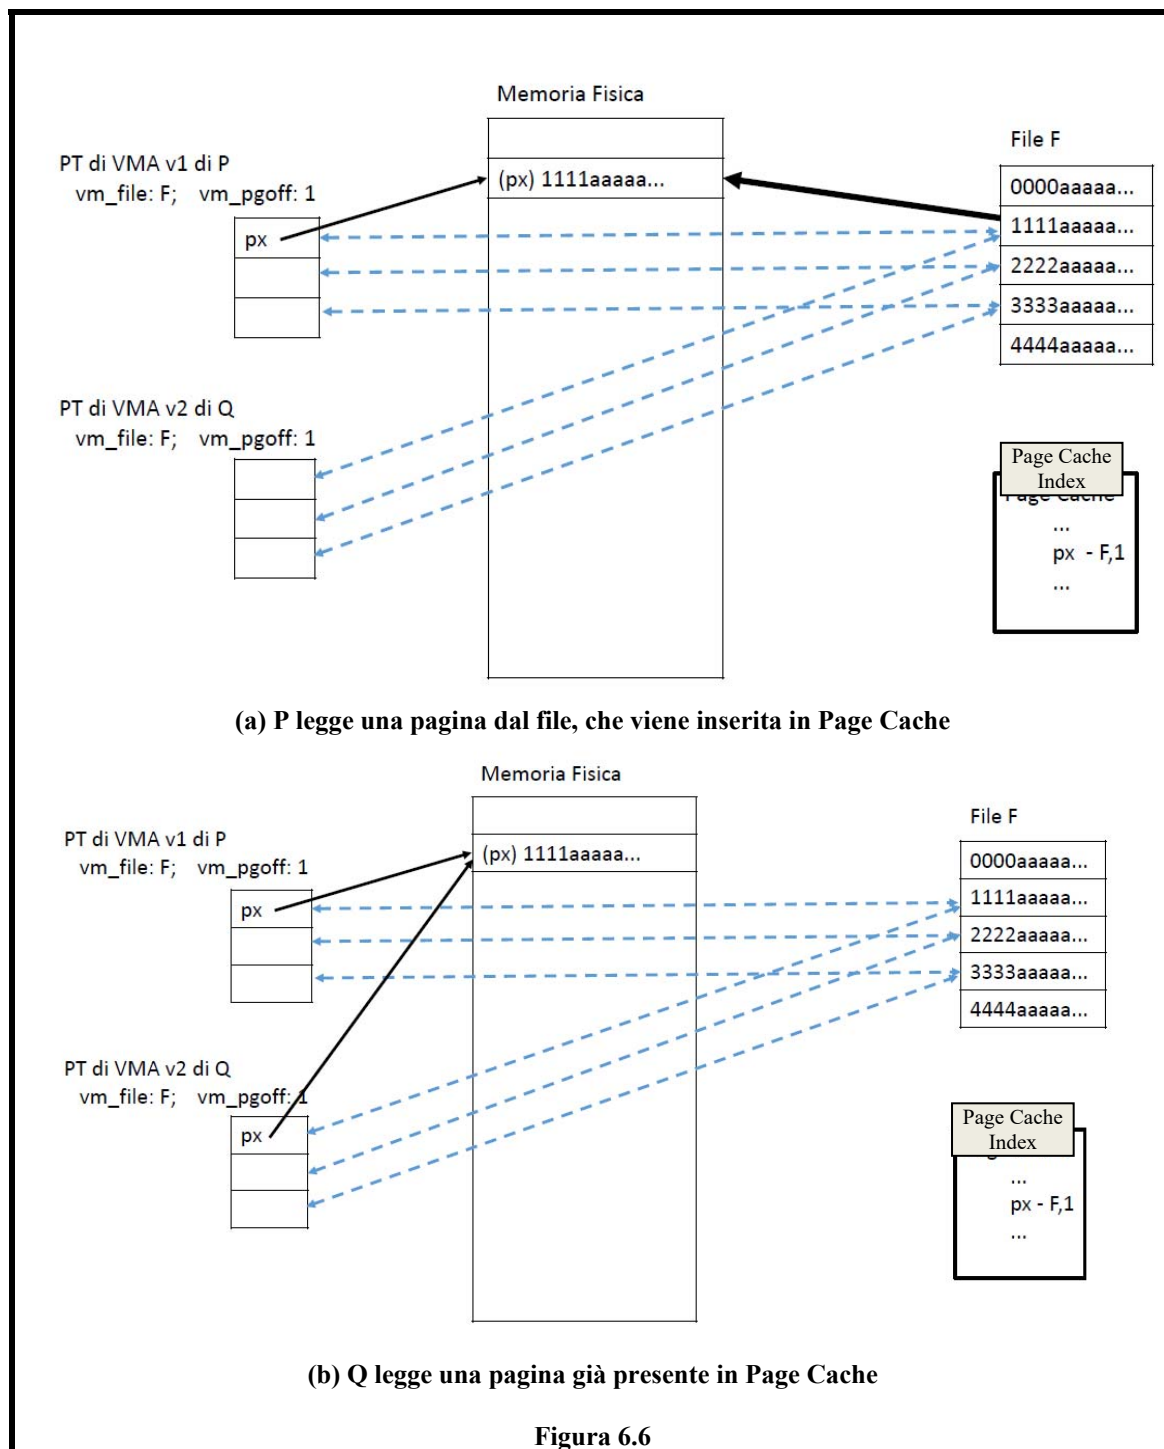 Memoria Fisica
PT di VMA v1 di P
vm_file: F; vm_pgoff: 1
px
(px) 1111aaaaa...
File F
0000aaaaa...
1111aaaaa...
2222aaaaa...
3333aaaaa...
4444aaaaa...
PT di VMA v2 di Q
vm_file: F; vm_pgoff: 1
Page Cache
Index
Page Cache
...
px - F,1
...
(a) P legge una pagina dal file, che viene inserita in Page Cache
Memoria Fisica
PT di VMA v1 di P
vm_file: F; vm_pgoff: 1
px
(px) 1111aaaaa...
File F
0000aaaaa...
1111aaaaa...
2222aaaaa...
3333aaaaa...
4444aaaaa...
PT di VMA v2 di Q
vm_file: F; vm_pgoff: 1
px
Page Cache
Index
...
px - F,1
...
(b) Q legge una pagina già presente in Page Cache
Figura 6.6